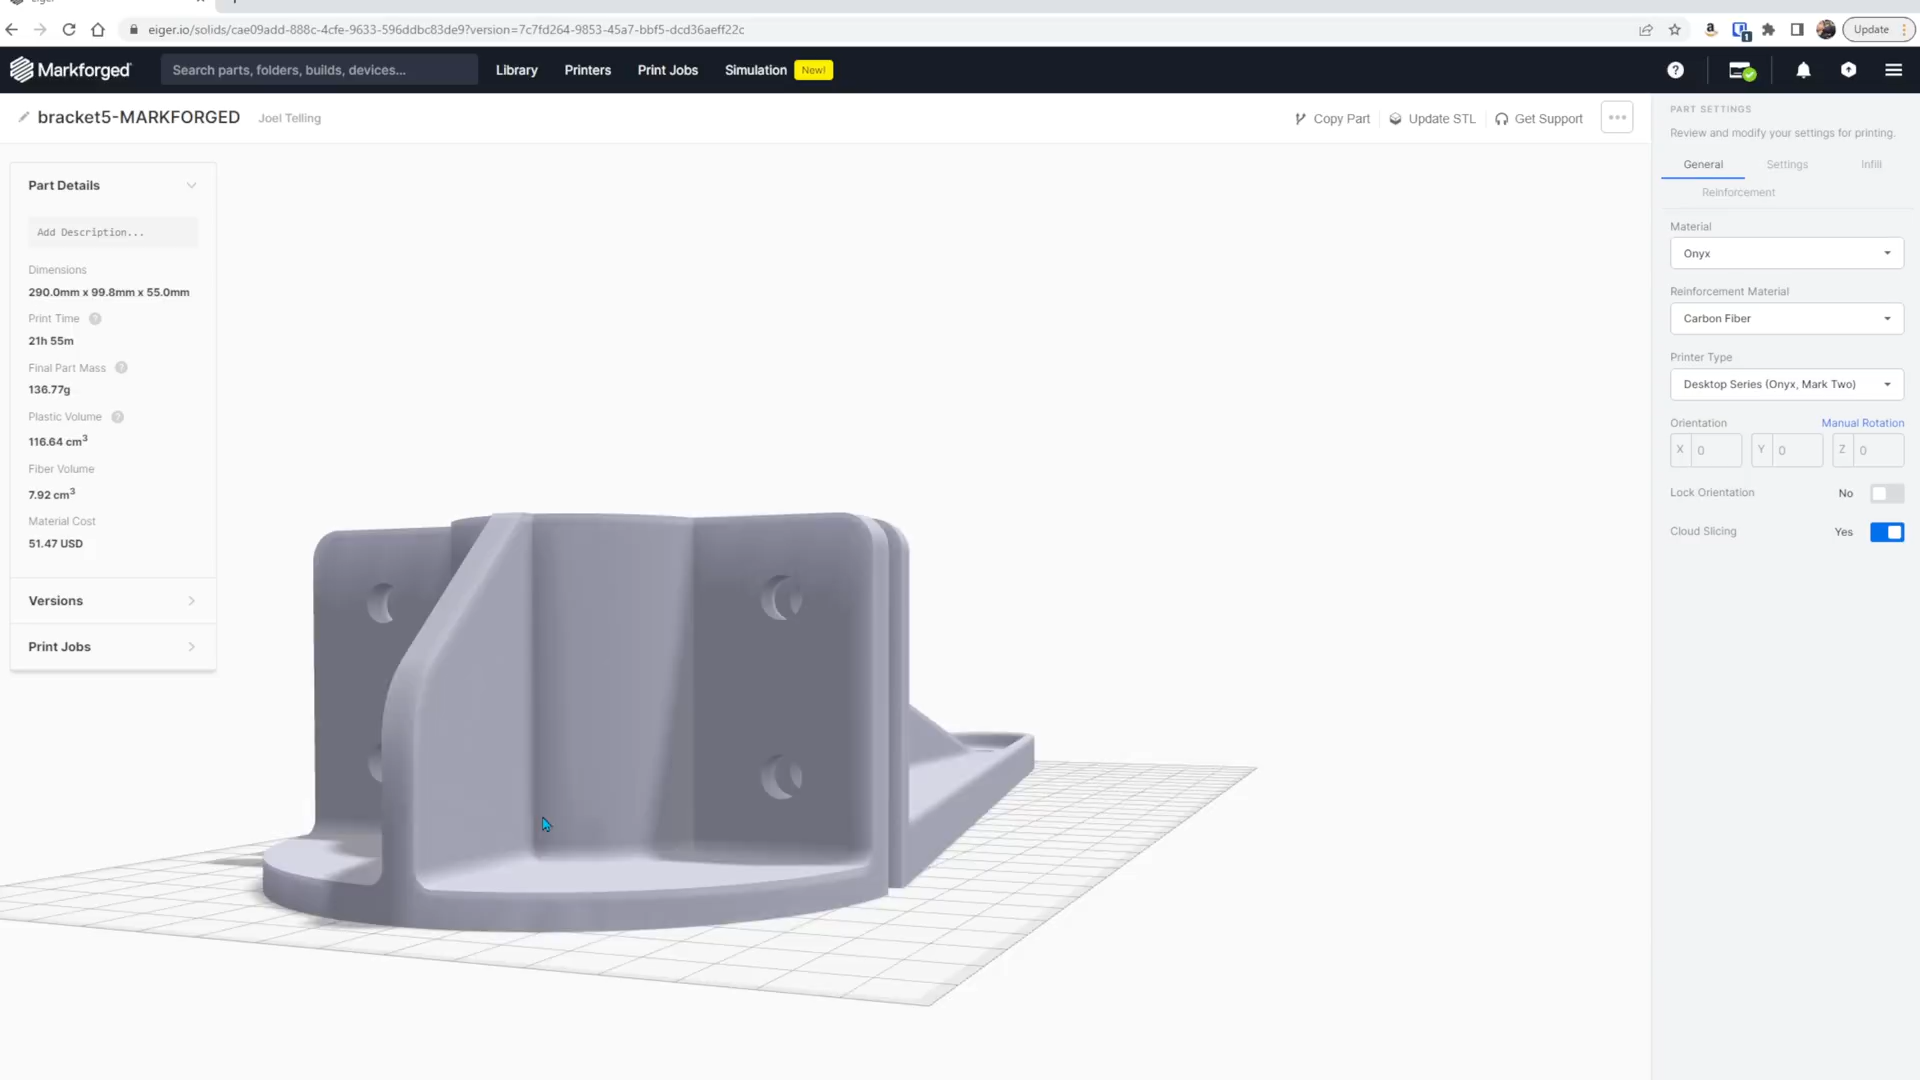 eiger.io/solids/cae09add-888c-4cfe-9633-596ddbc83de9?version=7c7fd264-9853-45a7-bbf5-dcd36aeff22c
Update
Markforged
Search parts, folders, builds, devices...
Library
Printers
Print Jobs
Simulation
New!
bracket5-MARKFORGED
Joel Telling
Copy Part
Update STL
Get Support
Part Details
Add Description...
Dimensions
290.0mm x 99.8mm x 55.0mm
Print Time
21h 55m
Final Part Mass
136.77g
Plastic Volume
116.64 cm³
Fiber Volume
7.92 cm³
Material Cost
51.47 USD
Versions
Print Jobs
PART SETTINGS
Review and modify your settings for printing.
General
Settings
Infill
Reinforcement
Material
Onyx
Reinforcement Material
Carbon Fiber
Printer Type
Desktop Series (Onyx, Mark Two)
Orientation
Manual Rotation
X 0
Y 0
Z 0
Lock Orientation
No
Cloud Slicing
Yes